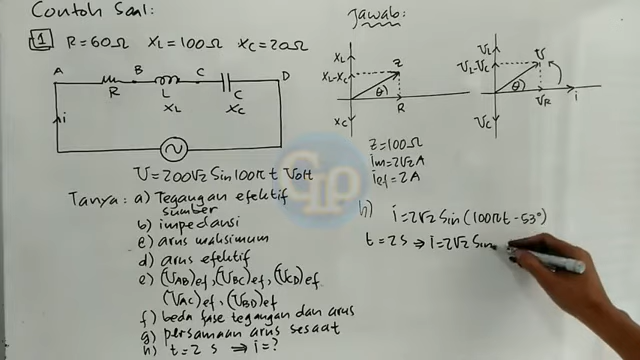 Contoh Soal:
1 R = 60Ω XL = 100Ω XC = 20Ω
A B C D
R L C
XL XC
i
V = 200√2 Sin 100π t Volt
Tanya: a) Tegangan efektif
sumber
b) impedansi
c) arus maksimum
d) arus efektif
e) (VAB)ef, (VBC)ef, (VCD)ef
(VAC)ef, (VBD)ef
f) beda fase tegangan dan arus
g) persamaan arus sesaat
h) t = 2 s ⇒ i = ?
Jawab:
XL
XL-XC
Z
θ
R
XC
VL
VL-VC
V
θ
VR
i
VC
Z = 100Ω
im = 2√2 A
ief = 2A
h) i = 2√2 Sin (100πt - 53°)
t = 2 s ⇒ i = 2√2 Sin